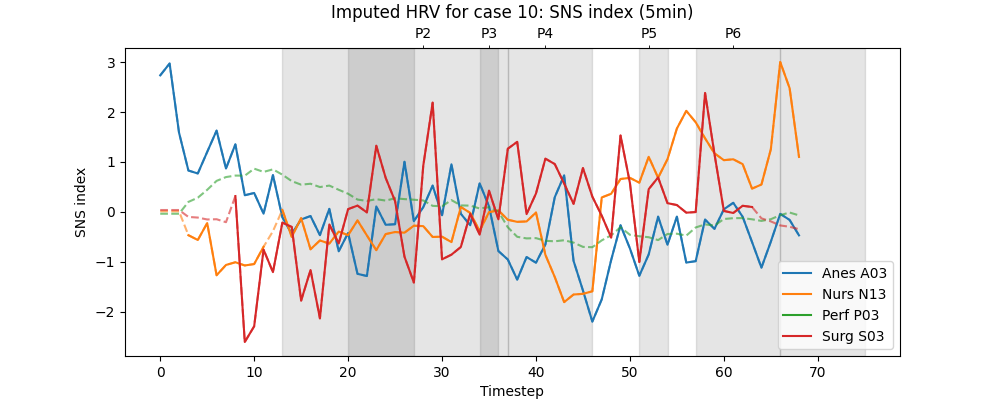 Imputed HRV for case 10: SNS index (5min)
P2 P3 P4 P5 P6
SNS index
3
2
1
0
−1
−2
0 10 20 30 40 50 60 70
Timestep
Anes A03
Nurs N13
Perf P03
Surg S03